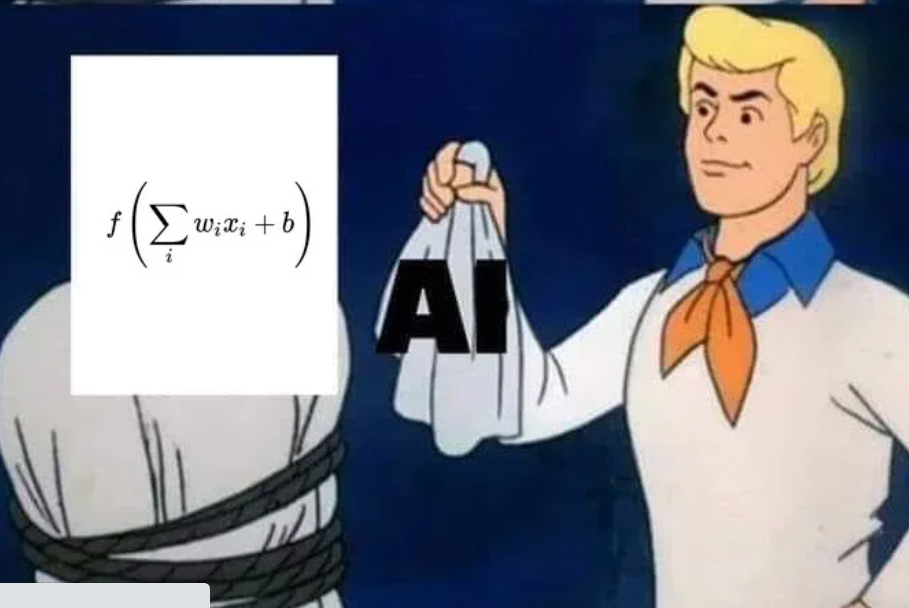 f(∑ᵢ wᵢxᵢ + b)
AI